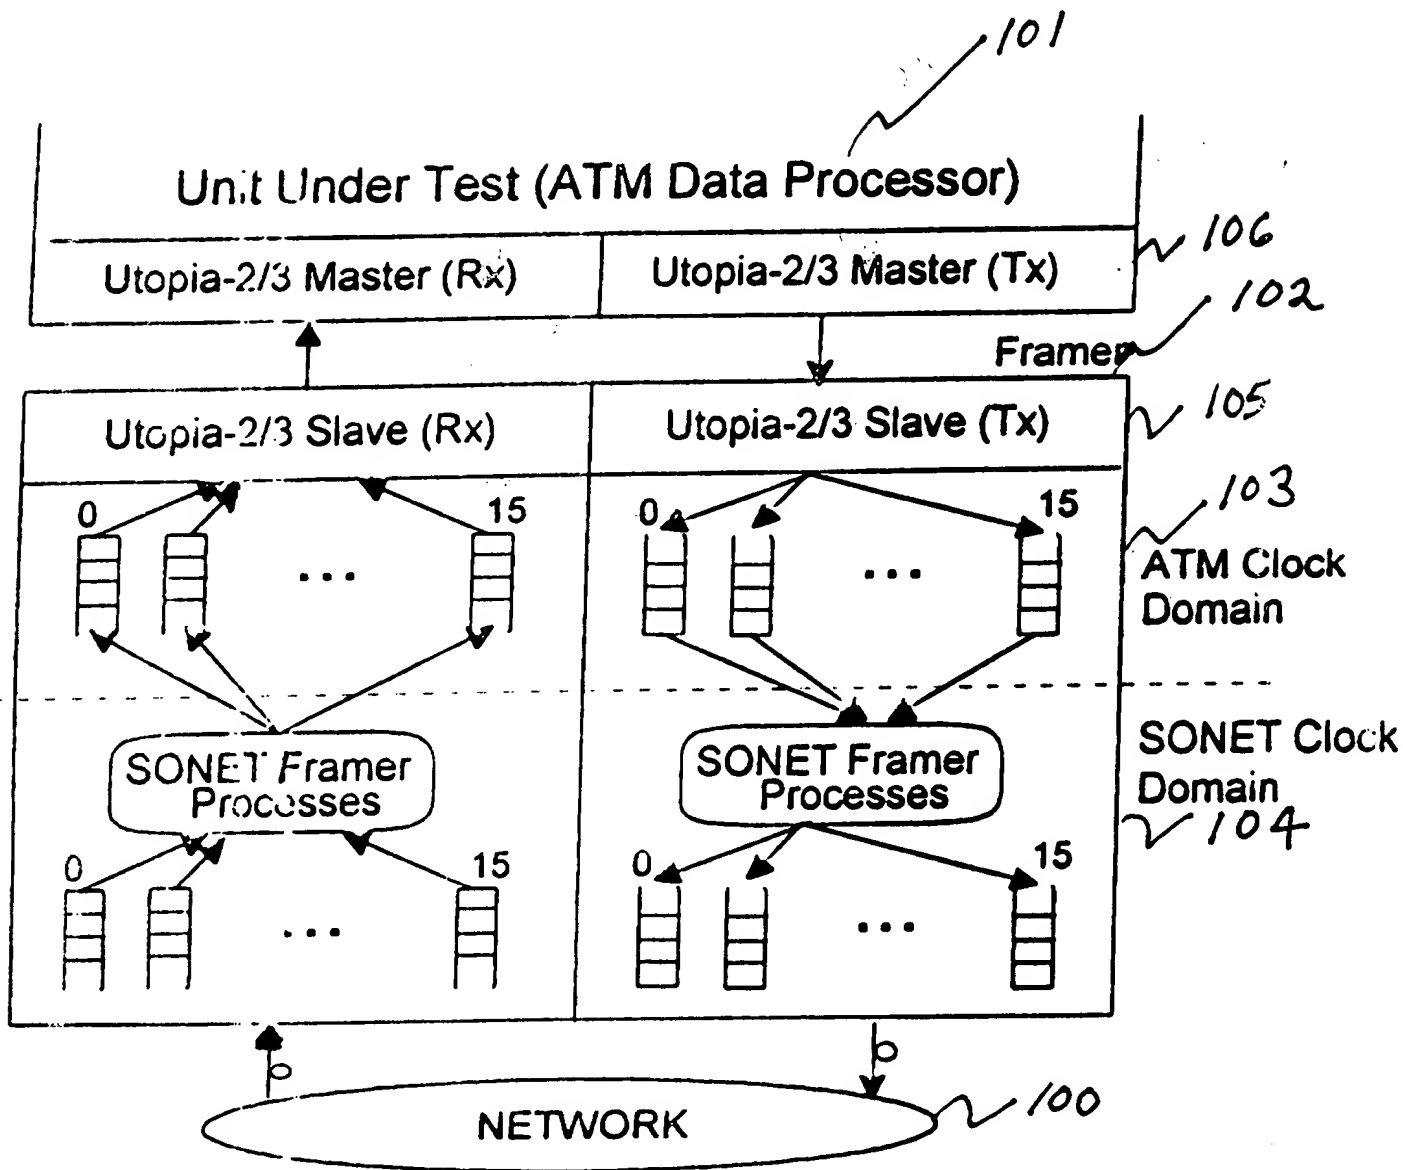 101
Unit Under Test (ATM Data Processor)
Utopia-2/3 Master (Rx)
Utopia-2/3 Master (Tx)
106
102
Framer
Utopia-2/3 Slave (Rx)
Utopia-2/3 Slave (Tx)
105
0
15
0
15
103
...
...
ATM Clock
Domain
SONET Framer
Processes
SONET Framer
Processes
SONET Clock
Domain
104
0
15
0
15
...
...
NETWORK
100